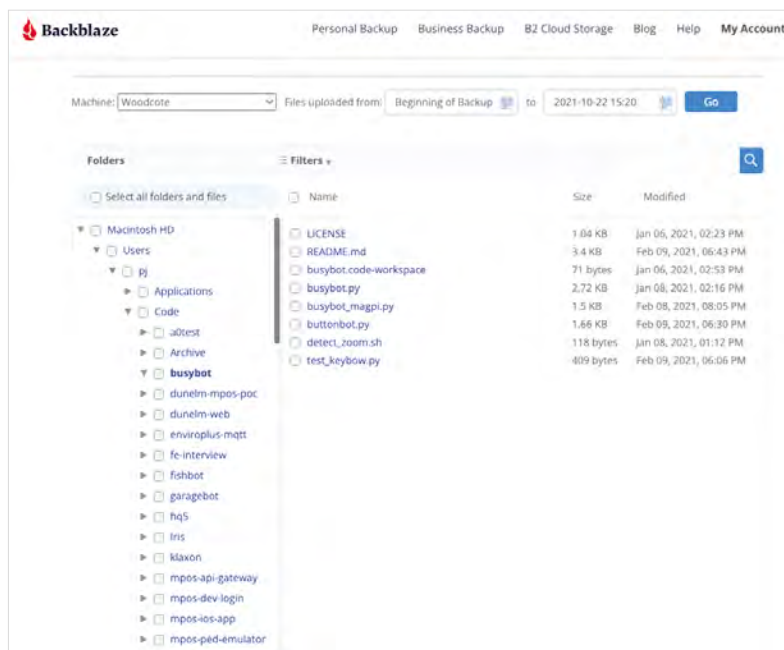 Backblaze
Personal Backup Business Backup B2 Cloud Storage Blog Help My Account
Machine: Woodcote Files uploaded from: Beginning of Backup to 2021-10-22 15:20 Go
Folders
Filters
Select all folders and files
Name Size Modified
Macintosh HD
Users
pj
Applications
Code
a0test
Archive
busybot
dunelm-mpos-poc
dunelm-web
enviroplus-mqtt
fe-interview
fishbot
garagebot
hq5
Iris
klaxon
mpos-api-gateway
mpos-dev-login
mpos-ios-app
mpos-ped-emulator
LICENSE 1.04 KB Jan 06, 2021, 02:23 PM
README.md 3.4 KB Feb 09, 2021, 06:43 PM
busybot.code-workspace 71 bytes Jan 06, 2021, 02:53 PM
busybot.py 2.72 KB Jan 08, 2021, 02:16 PM
busybot_magpi.py 1.5 KB Feb 08, 2021, 08:05 PM
buttonbot.py 1.66 KB Feb 09, 2021, 06:30 PM
detect_zoom.sh 118 bytes Jan 08, 2021, 01:12 PM
test_keybow.py 409 bytes Feb 09, 2021, 06:06 PM